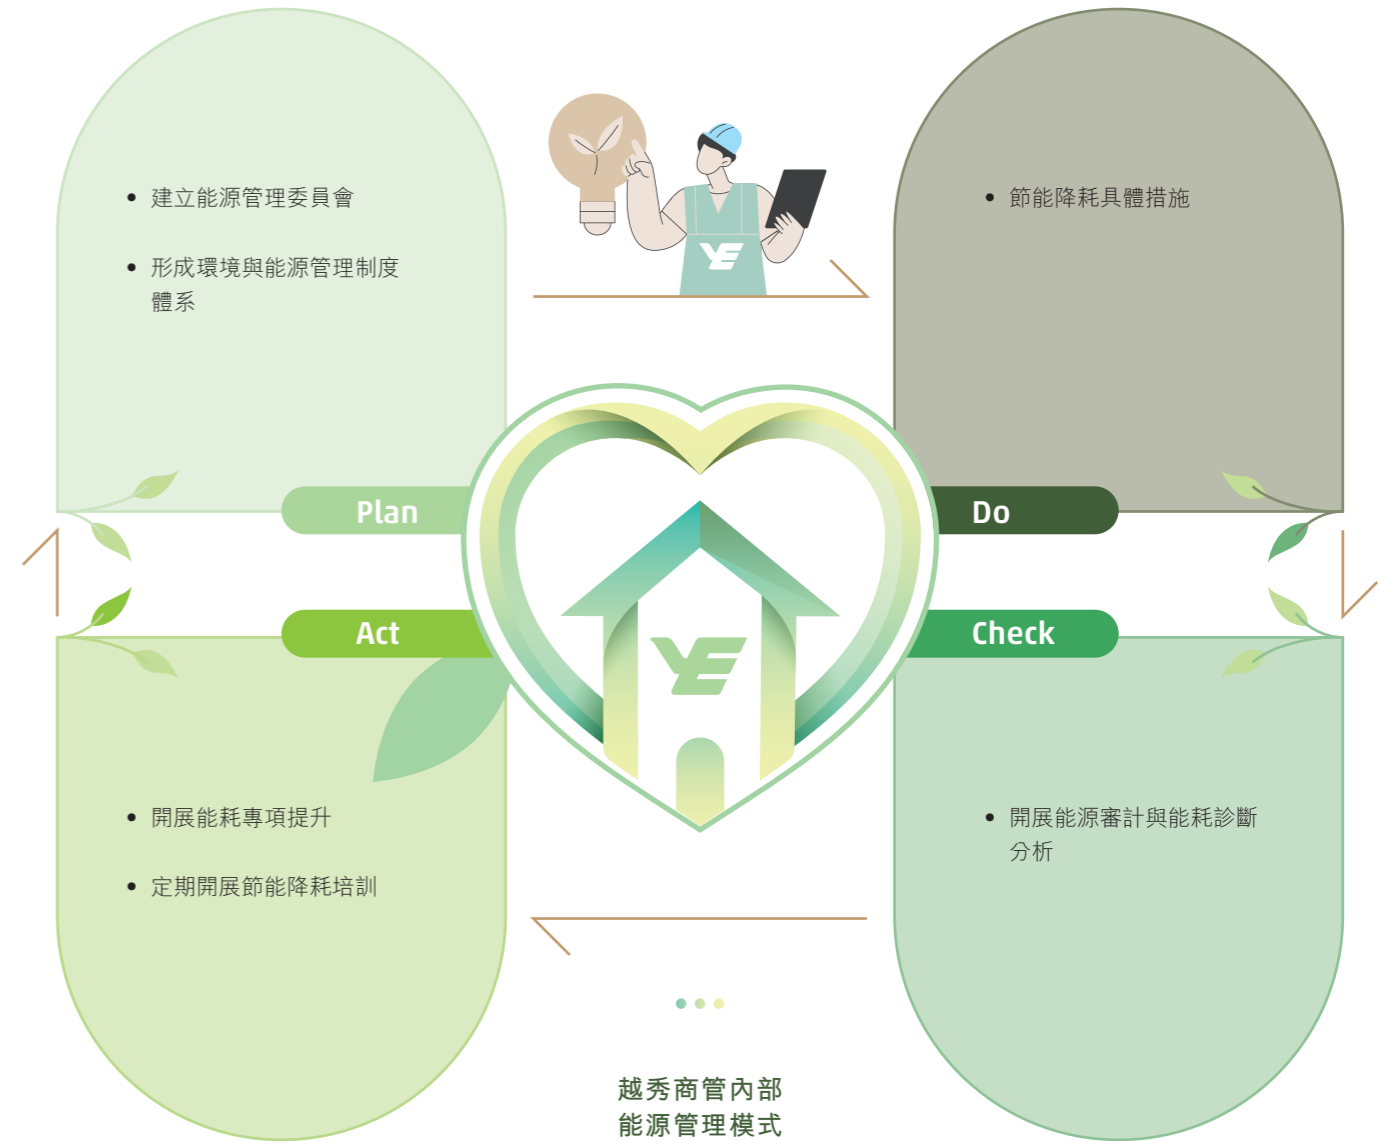 • 建立能源管理委員會
• 形成環境與能源管理制度
體系
Plan
• 節能降耗具體措施
Do
YE
Act
• 開展能耗專項提升
• 定期開展節能降耗培訓
Check
• 開展能源審計與能耗診斷
分析
YE
越秀商管內部
能源管理模式